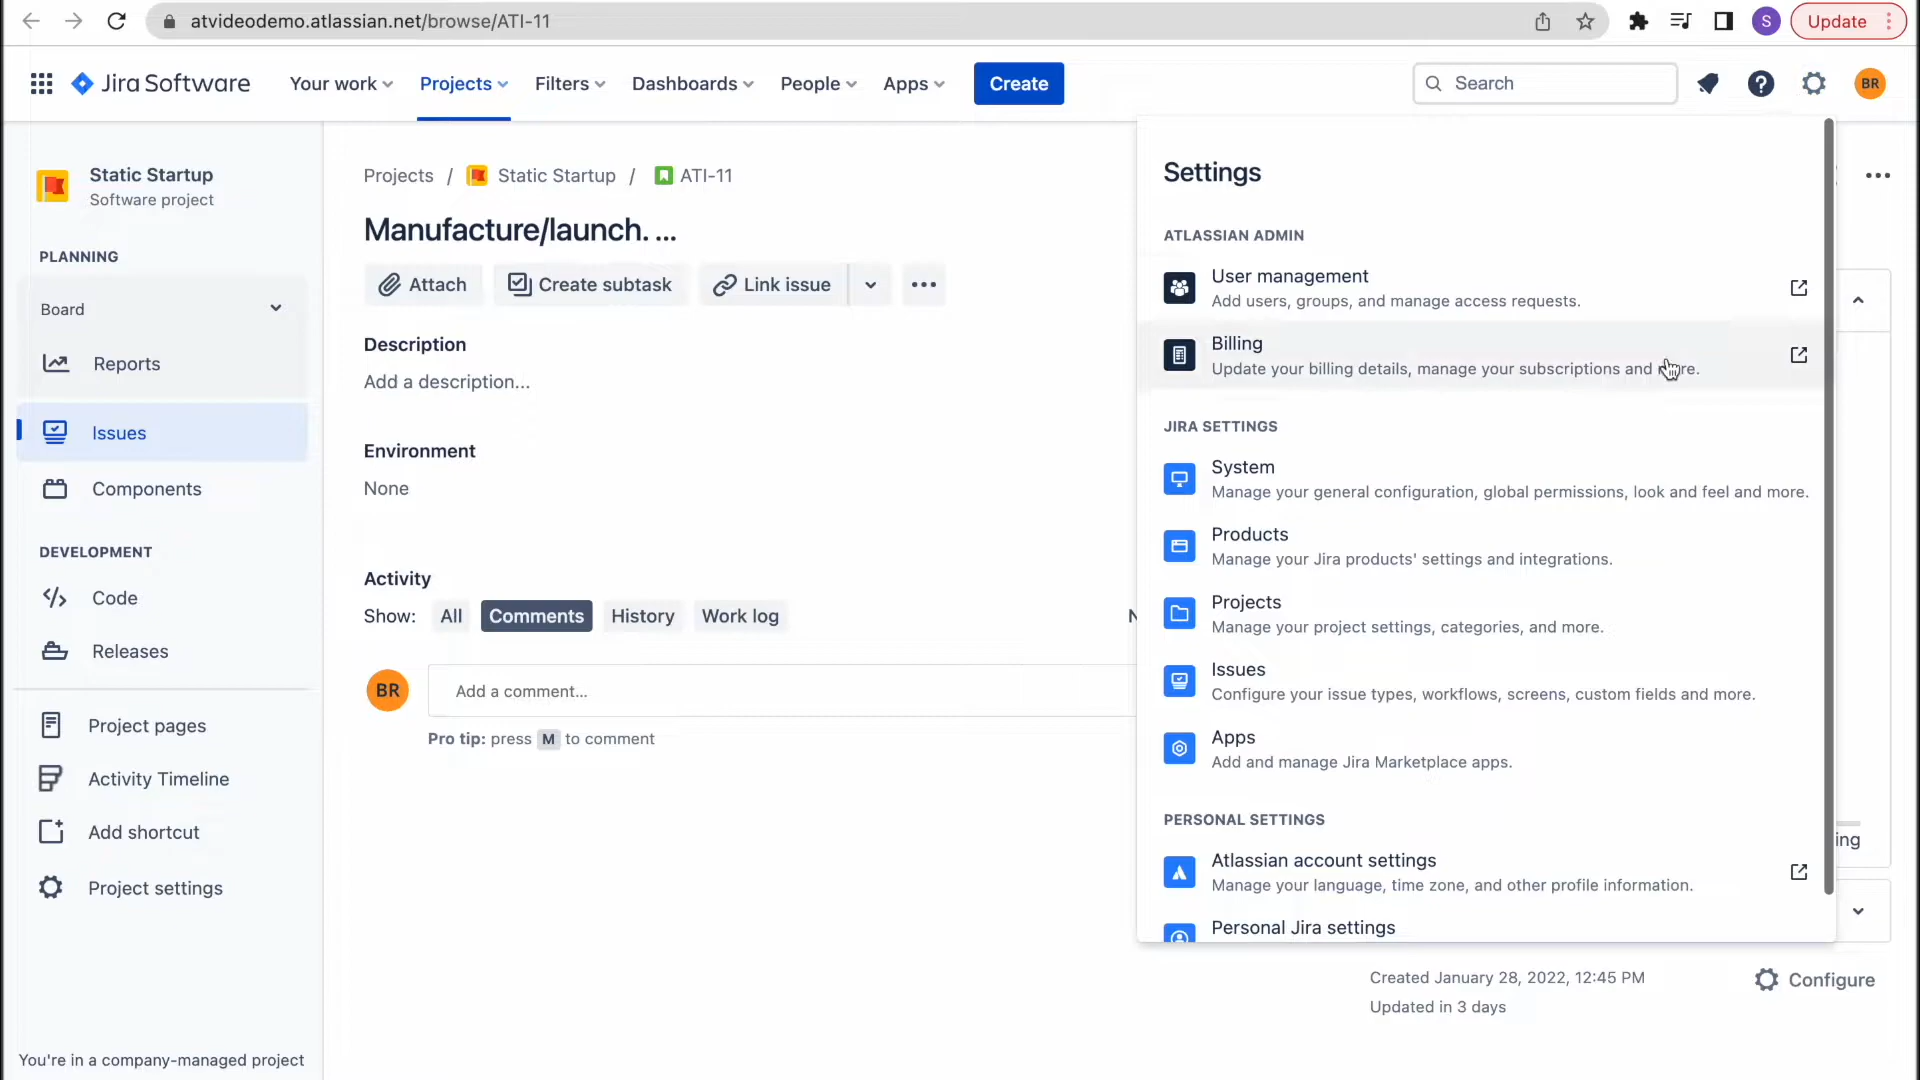 atvideodemo.atlassian.net/browse/ATI-11
S
Update
Jira Software
Your work
Projects
Filters
Dashboards
People
Apps
Create
Search
BR
Static Startup
Software project
PLANNING
Board
Reports
Issues
Components
DEVELOPMENT
Code
Releases
Project pages
Activity Timeline
Add shortcut
Project settings
You're in a company-managed project
Projects / Static Startup / ATI-11
Manufacture/launch. ...
Attach
Create subtask
Link issue
Description
Add a description...
Environment
None
Activity
Show: All Comments History Work log
BR
Add a comment...
Pro tip: press M to comment
Settings
ATLASSIAN ADMIN
User management
Add users, groups, and manage access requests.
Billing
Update your billing details, manage your subscriptions and more.
JIRA SETTINGS
System
Manage your general configuration, global permissions, look and feel and more.
Products
Manage your Jira products' settings and integrations.
Projects
Manage your project settings, categories, and more.
Issues
Configure your issue types, workflows, screens, custom fields and more.
Apps
Add and manage Jira Marketplace apps.
PERSONAL SETTINGS
Atlassian account settings
Manage your language, time zone, and other profile information.
Personal Jira settings
ing
Created January 28, 2022, 12:45 PM
Updated in 3 days
Configure